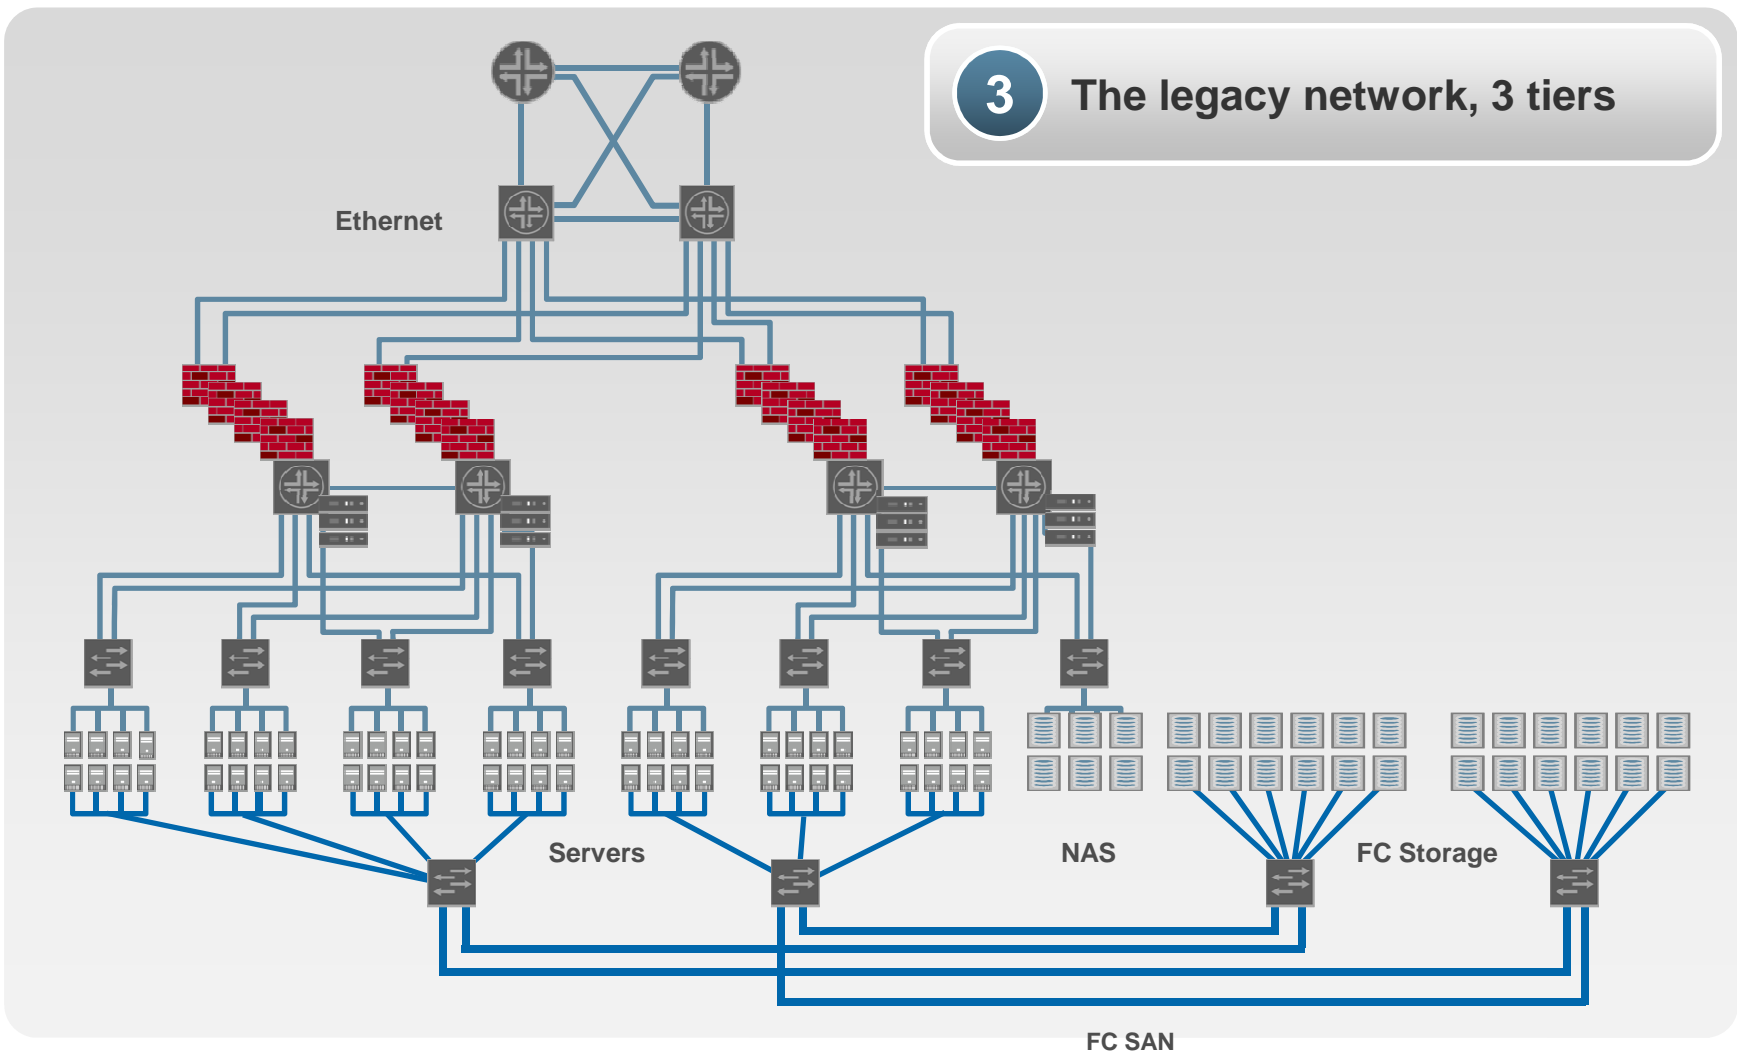 3
The legacy network, 3 tiers
Ethernet
Servers
NAS
FC Storage
FC SAN